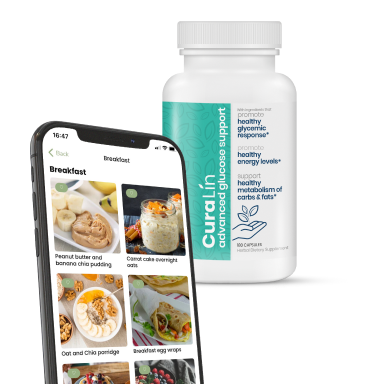 CuraLin
advanced glucose support
promote
healthy
glycemic
response*
promote
healthy
energy levels*
support
healthy
metabolism of
carbs & fats*
180 CAPSULES
16:47
Back
Breakfast
Breakfast
Peanut butter and
banana chia pudding
Carrot cake overnight
oats
Oat and Chia porridge
Breakfast egg wraps